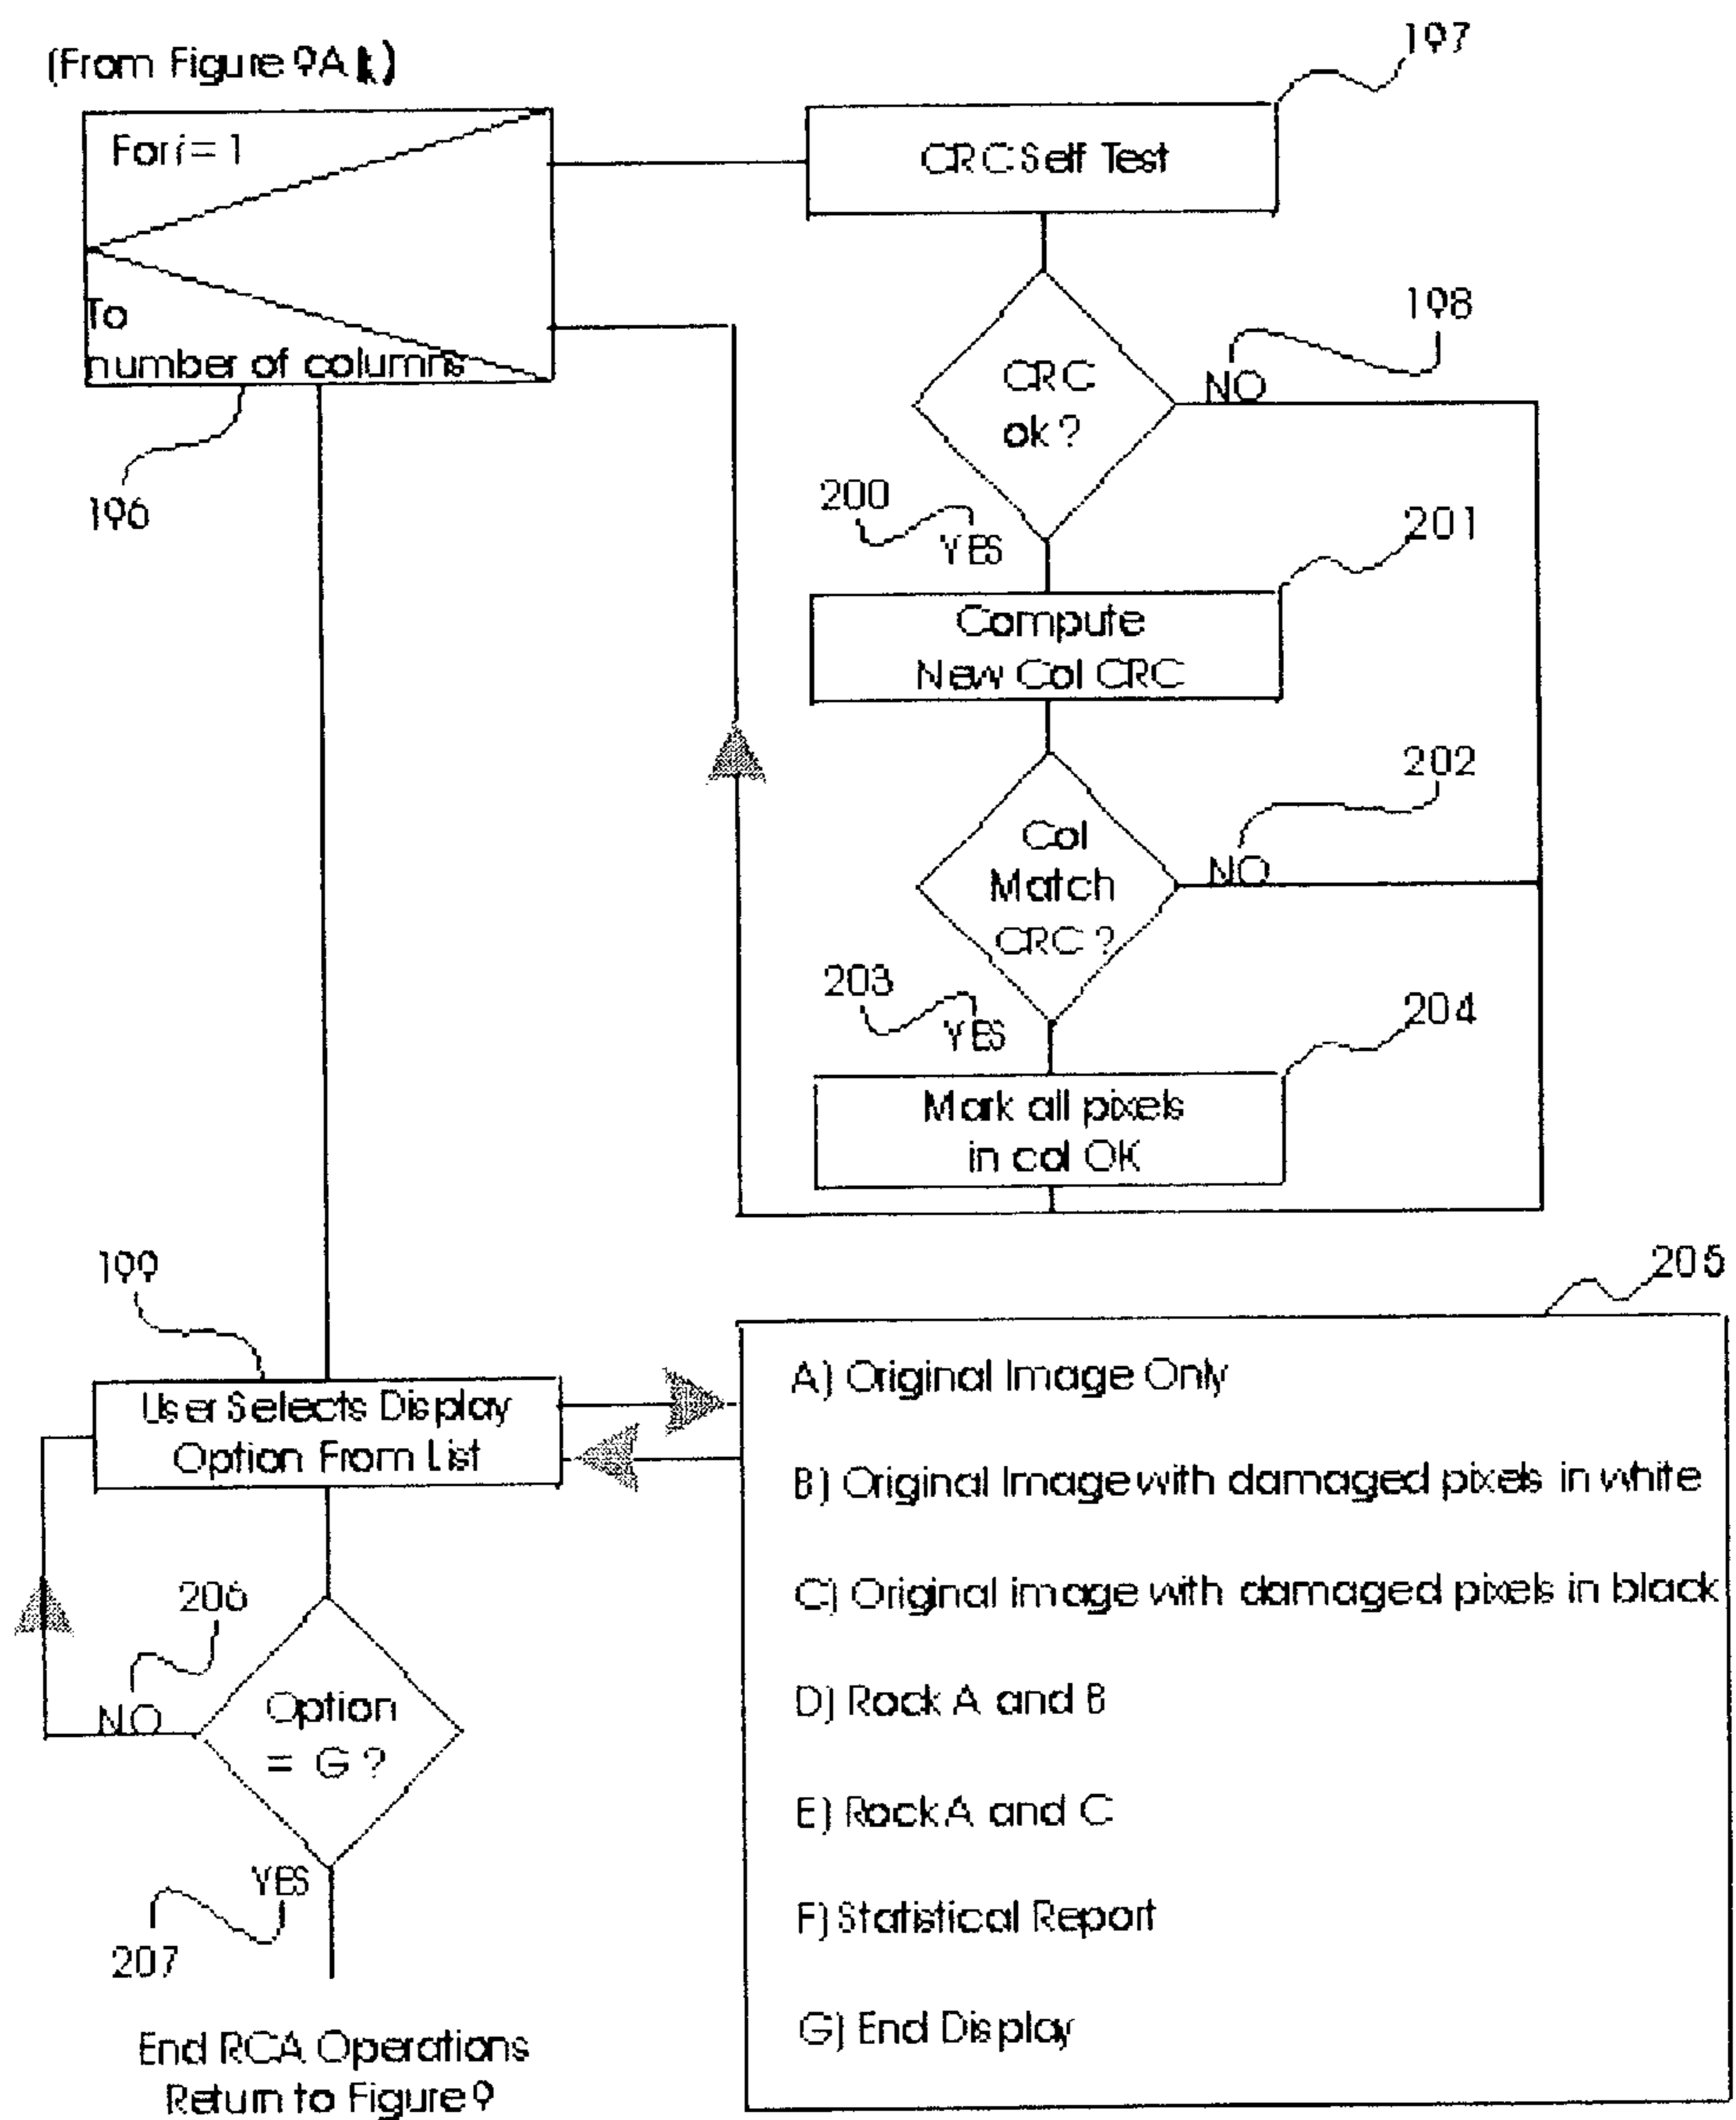 (From Figure 9A
197
For i = 1
CRC Self Test
To
number of columns
198
CRC
ok?
NO
196
200
YES
201
Compute
New Col CRC
202
Col
Match
CRC?
NO
203
YES
204
Mark all pixels
in col OK
199
205
User Selects Display
Option From List
A) Original Image Only
B) Original Image with damaged pixels in white
C) Original image with damaged pixels in black
D) Rock A and B
E) Rock A and C
F) Statistical Report
G) End Display
206
NO
Option
= G?
YES
207
End RCA Operations
Return to Figure 9